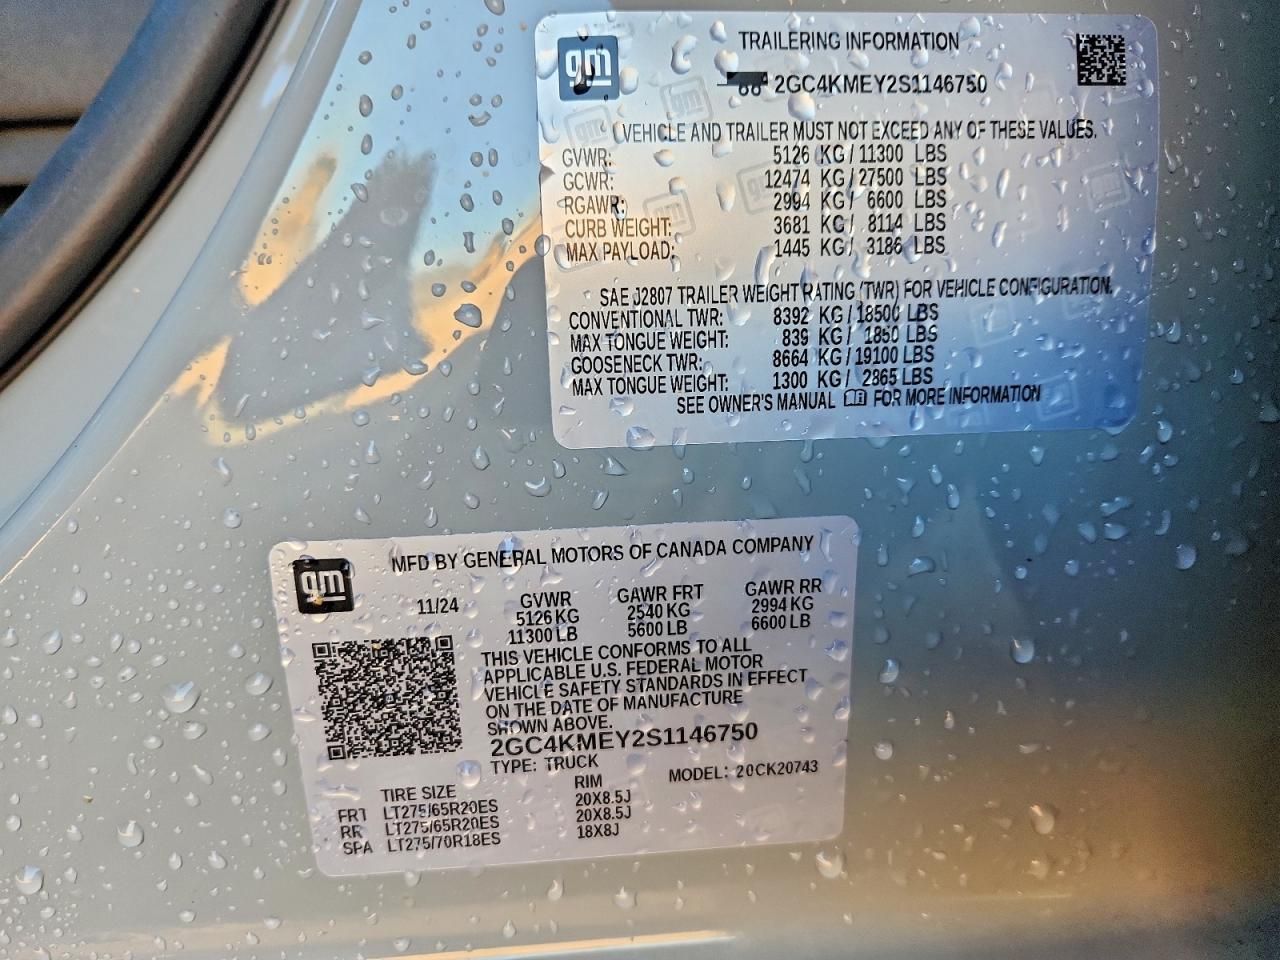 gm
TRAILERING INFORMATION
2GC4KMEY2S1146750
VEHICLE AND TRAILER MUST NOT EXCEED ANY OF THESE VALUES.
GVWR: 5126 KG / 11300 LBS
GCWR: 12474 KG / 27500 LBS
RGAWR: 2994 KG / 6600 LBS
CURB WEIGHT: 3681 KG / 8114 LBS
MAX PAYLOAD: 1445 KG / 3186 LBS
SAE J2807 TRAILER WEIGHT RATING (TWR) FOR VEHICLE CONFIGURATION.
CONVENTIONAL TWR: 8392 KG / 18500 LBS
MAX TONGUE WEIGHT: 839 KG / 1850 LBS
GOOSENECK TWR: 8664 KG / 19100 LBS
MAX TONGUE WEIGHT: 1300 KG / 2865 LBS
SEE OWNER'S MANUAL FOR MORE INFORMATION
gm
MFD BY GENERAL MOTORS OF CANADA COMPANY
11/24 GVWR GAWR FRT GAWR RR
5126 KG 2540 KG 2994 KG
11300 LB 5600 LB 6600 LB
THIS VEHICLE CONFORMS TO ALL
APPLICABLE U.S. FEDERAL MOTOR
VEHICLE SAFETY STANDARDS IN EFFECT
ON THE DATE OF MANUFACTURE
SHOWN ABOVE.
2GC4KMEY2S1146750
TYPE: TRUCK
MODEL: 20CK20743
TIRE SIZE RIM
FRT LT275/65R20ES 20X8.5J
RR LT275/65R20ES 20X8.5J
SPA LT275/70R18ES 18X8J